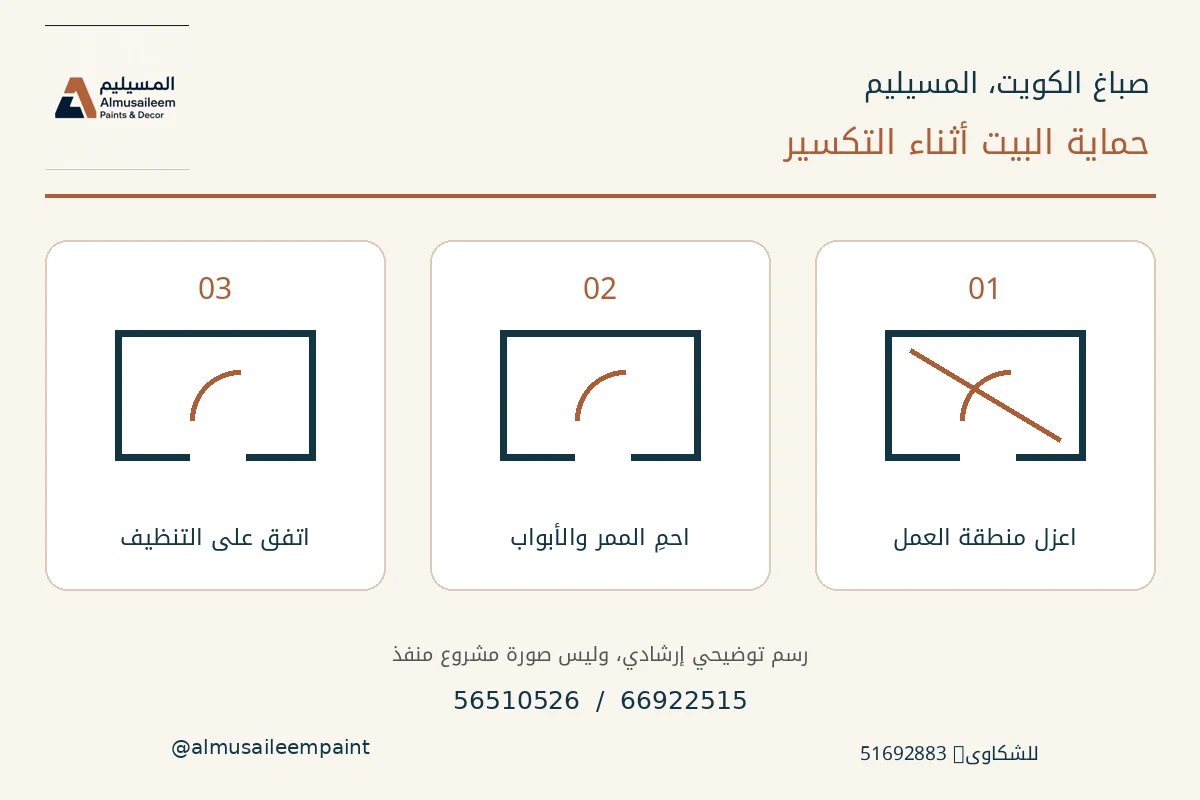 المسيليم
Almusaileem
Paints & Decor
صباغ الكويت، المسيليم
حماية البيت أثناء التكسير
01
اعزل منطقة العمل
02
احمِ الممر والأبواب
03
اتفق على التنظيف
رسم توضيحي إرشادي، وليس صورة مشروع منفذ
56510526 / 66922515
للشكاوى 51692883
@almusaileempaint